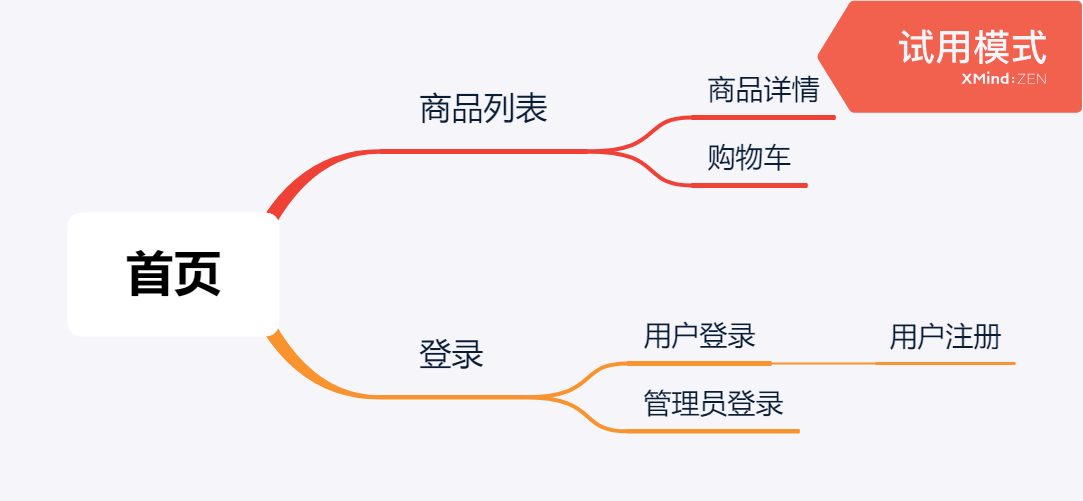 试用模式
XMind:ZEN
商品列表
商品详情
购物车
首页
登录
用户登录
用户注册
管理员登录